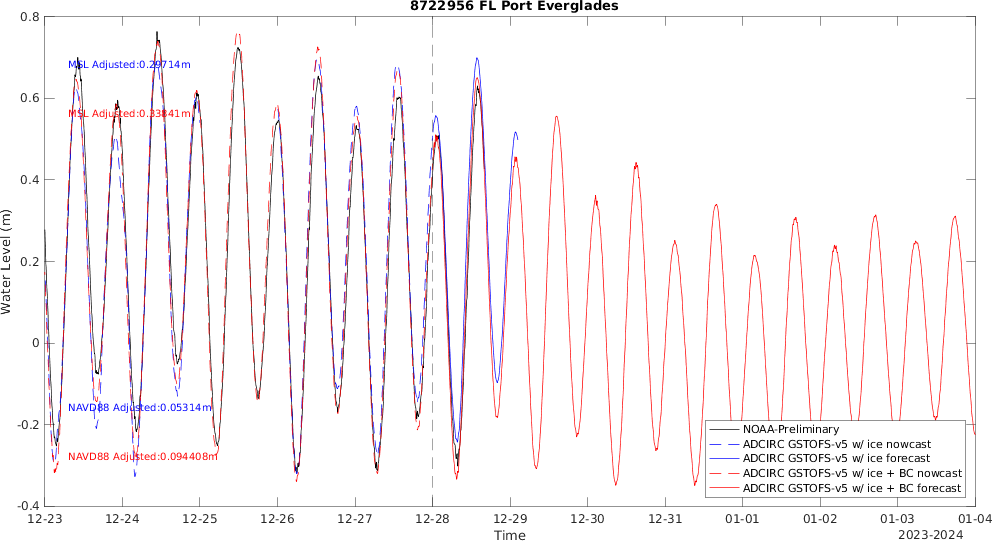 8722956 FL Port Everglades
0.8
0.6
0.4
0.2
0
-0.2
-0.4
Water Level (m)
MSL Adjusted:0.29714m
MSL Adjusted:0.33841m
NAVD88 Adjusted:0.05314m
NAVD88 Adjusted:0.094408m
NOAA-Preliminary
ADCIRC GSTOFS-v5 w/ ice nowcast
ADCIRC GSTOFS-v5 w/ ice forecast
ADCIRC GSTOFS-v5 w/ ice + BC nowcast
ADCIRC GSTOFS-v5 w/ ice + BC forecast
12-23 12-24 12-25 12-26 12-27 12-28 12-29 12-30 12-31 01-01 01-02 01-03 01-04
Time
2023-2024